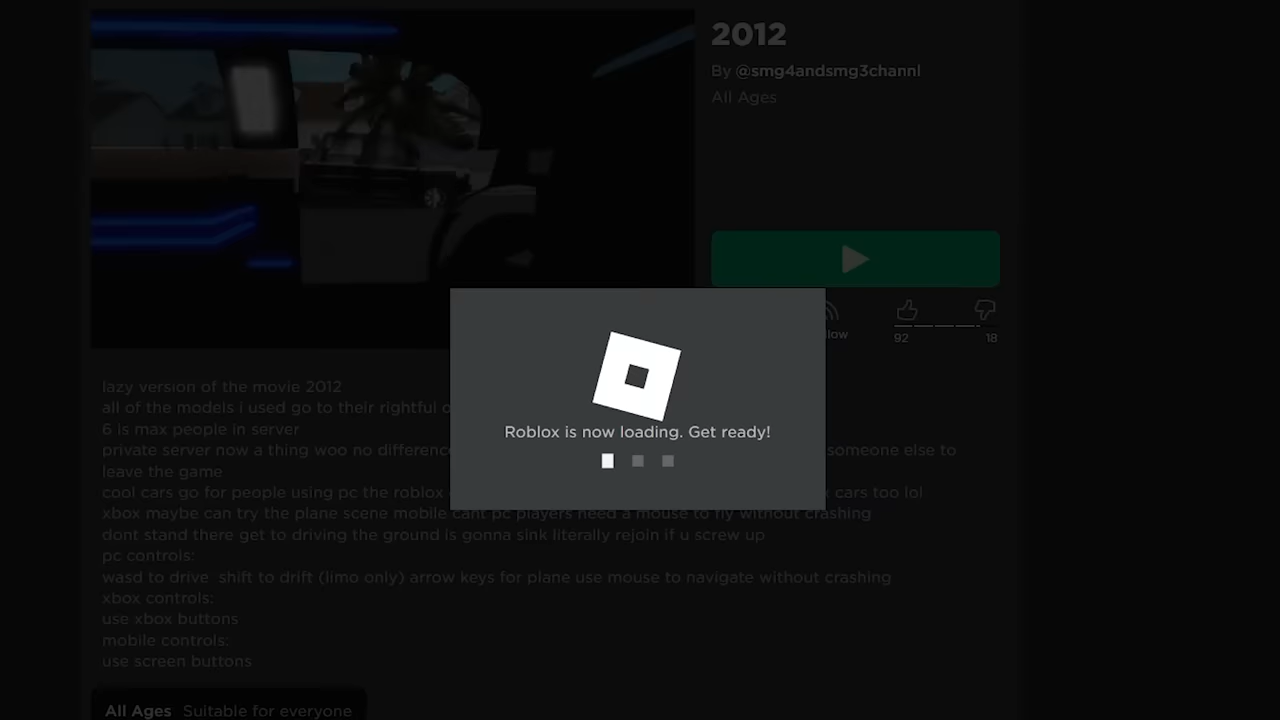 2012
By @smg4andsmg3channl
All Ages
low
92
18
lazy version of the movie 2012
all of the models i used go to their rightful
6 is max people in server
private server now a thing woo no someone else to
leave the game
cool cars go for people using pc the roblox cars too lol
xbox maybe can try the plane scene mobile cant pc players need a mouse to fly without crashing
dont stand there get to driving the ground is gonna sink literally rejoin if u screw up
pc controls:
wasd to drive shift to drift (limo only) arrow keys for plane use mouse to navigate without crashing
xbox controls:
use xbox buttons
mobile controls:
use screen buttons
All Ages Suitable for everyone
Roblox is now loading. Get ready!